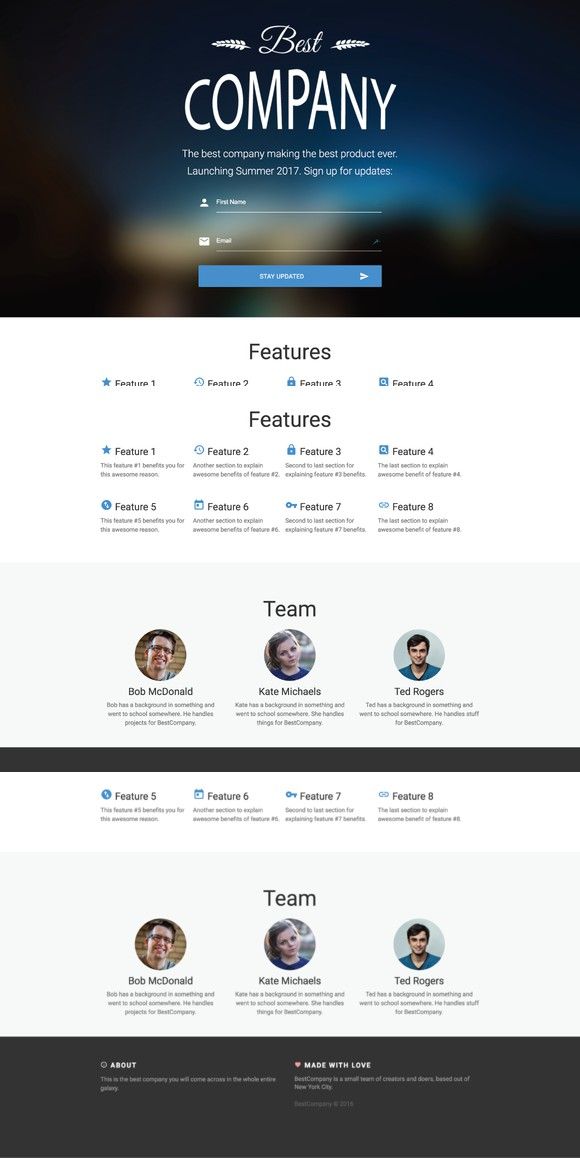 Best
COMPANY
The best company making the best product ever.
Launching Summer 2017. Sign up for updates:
First Name
Email
STAY UPDATED
Features
Feature 1 Feature 2 Feature 3 Feature 4
Features
Feature 1 Feature 2 Feature 3 Feature 4
This feature #1 benefits you for Another section to explain Second to last section for The last section to explain
this awesome reason. awesome benefits of feature #2. explaining feature #3 benefits. awesome benefit of feature #4.
Feature 5 Feature 6 Feature 7 Feature 8
This feature #5 benefits you for Another section to explain Second to last section for The last section to explain
this awesome reason. awesome benefits of feature #6. explaining feature #7 benefits. awesome benefit of feature #8.
Team
Bob McDonald Kate Michaels Ted Rogers
Bob has a background in something and Kate has a background in something and Ted has a background in something and
went to school somewhere. He handles went to school somewhere. She handles went to school somewhere. He handles stuff
projects for BestCompany. things for BestCompany. for BestCompany.
Feature 5 Feature 6 Feature 7 Feature 8
This feature #5 benefits you for Another section to explain Second to last section for The last section to explain
this awesome reason. awesome benefits of feature #6. explaining feature #7 benefits. awesome benefit of feature #8.
Team
Bob McDonald Kate Michaels Ted Rogers
Bob has a background in something and Kate has a background in something and Ted has a background in something and
went to school somewhere. He handles went to school somewhere. She handles went to school somewhere. He handles stuff
projects for BestCompany. things for BestCompany. for BestCompany.
ABOUT MADE WITH LOVE
This is the best company you will come across in the whole entire BestCompany is a small team of creators and doers, based out of
galaxy. New York City.
BestCompany © 2016